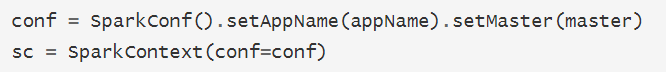 conf = SparkConf().setAppName(appName).setMaster(master)
sc = SparkContext(conf=conf)